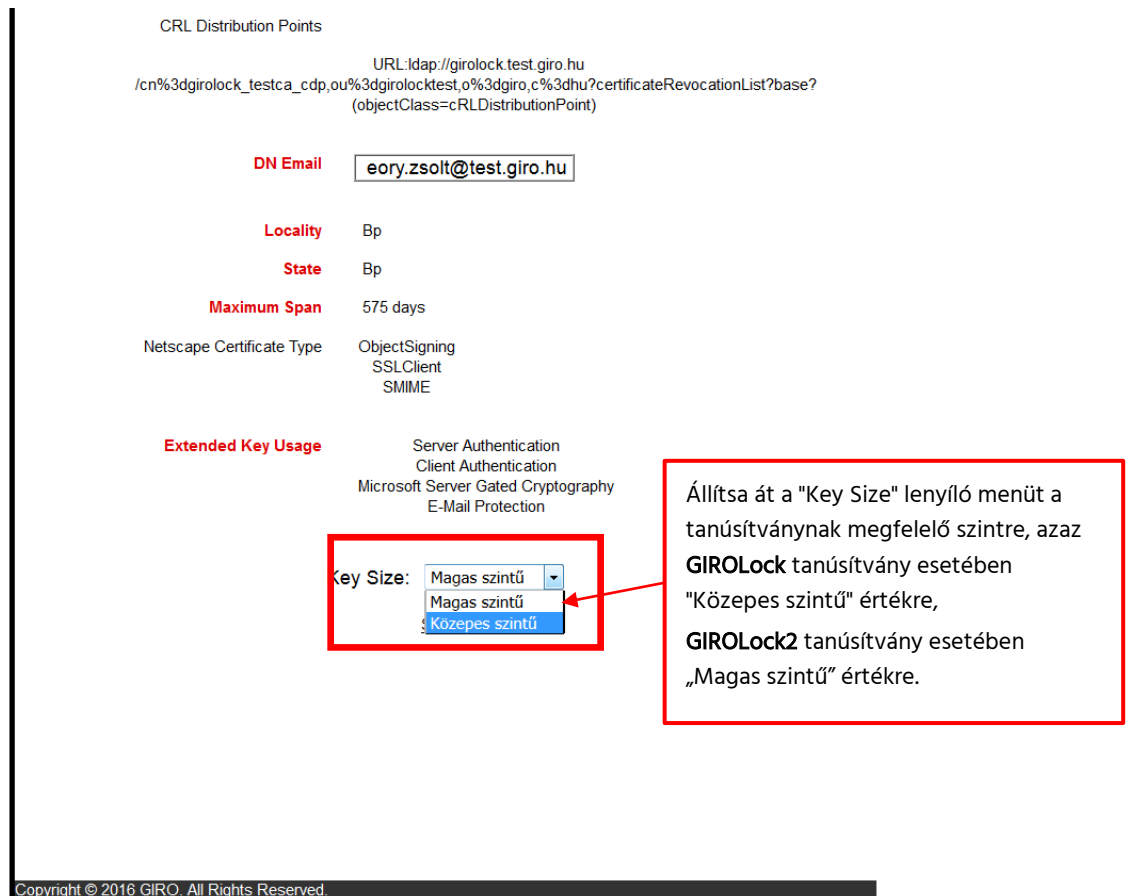 CRL Distribution Points
URL:ldap://girolock.test.giro.hu
/cn%3dgirolock_testca_cdp,ou%3dgirolocktest,o%3dgiro,c%3dhu?certificateRevocationList?base?
(objectClass=cRLDistributionPoint)
DN Email eory.zsolt@test.giro.hu
Locality Bp
State Bp
Maximum Span 575 days
Netscape Certificate Type ObjectSigning
SSLClient
SMIME
Extended Key Usage Server Authentication
Client Authentication
Microsoft Server Gated Cryptography
E-Mail Protection
Key Size: Magas szintű
Magas szintű
Közepes szintű
Állítsa át a "Key Size" lenyíló menüt a
tanúsítványnak megfelelő szintre, azaz
GIROLock tanúsítvány esetében
"Közepes szintű" értékre,
GIROLock2 tanúsítvány esetében
„Magas szintű” értékre.
Copyright © 2016 GIRO. All Rights Reserved.